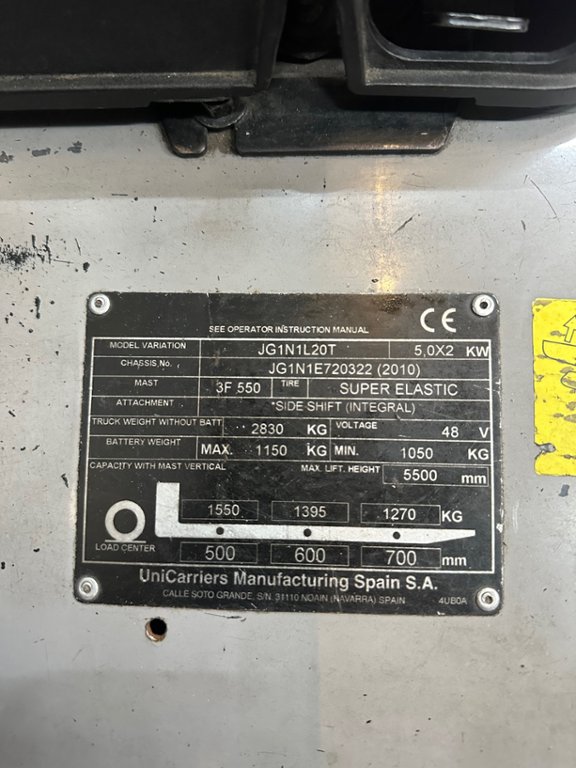 SEE OPERATOR INSTRUCTION MANUAL CE
MODEL VARIATION JG1N1L20T 5,0X2 KW
CHASSIS,No. JG1N1E720322 (2010)
MAST 3F 550 TIRE SUPER ELASTIC
ATTACHMENT *SIDE SHIFT (INTEGRAL)
TRUCK WEIGHT WITHOUT BATT 2830 KG VOLTAGE 48 V
BATTERY WEIGHT MAX. 1150 KG MIN. 1050 KG
CAPACITY WITH MAST VERTICAL MAX. LIFT. HEIGHT 5500 mm
1550 1395 1270 KG
LOAD CENTER 500 600 700 mm
UniCarriers Manufacturing Spain S.A.
CALLE SOTO GRANDE, S/N. 31110 NOAIN (NAVARRA) SPAIN 4UB0A